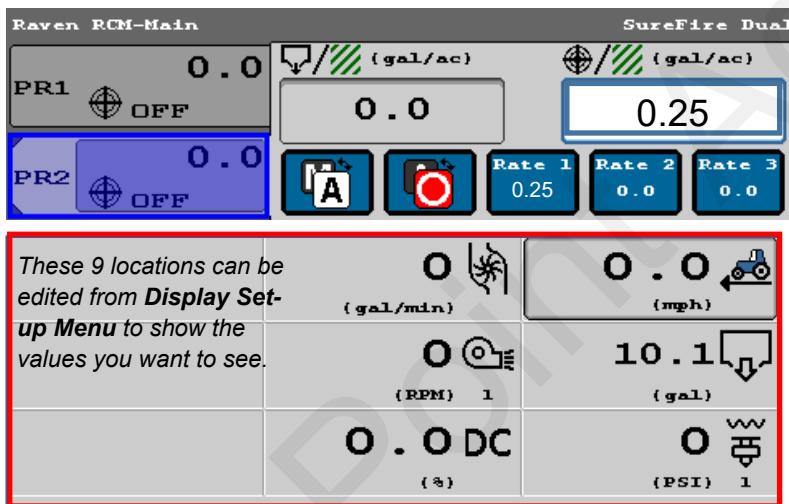 Raven RCM-Main SureFire Dual
PR1 0.0 OFF (gal/ac) 0.0 (gal/ac) 0.25
PR2 0.0 OFF A Rate 1 0.25 Rate 2 0.0 Rate 3 0.0
These 9 locations can be
edited from Display Set-
up Menu to show the
values you want to see.
0 (gal/min) 0.0 (mph)
0 (RPM) 1 10.1 (gal)
0.0 DC (%) 0 (PSI) 1